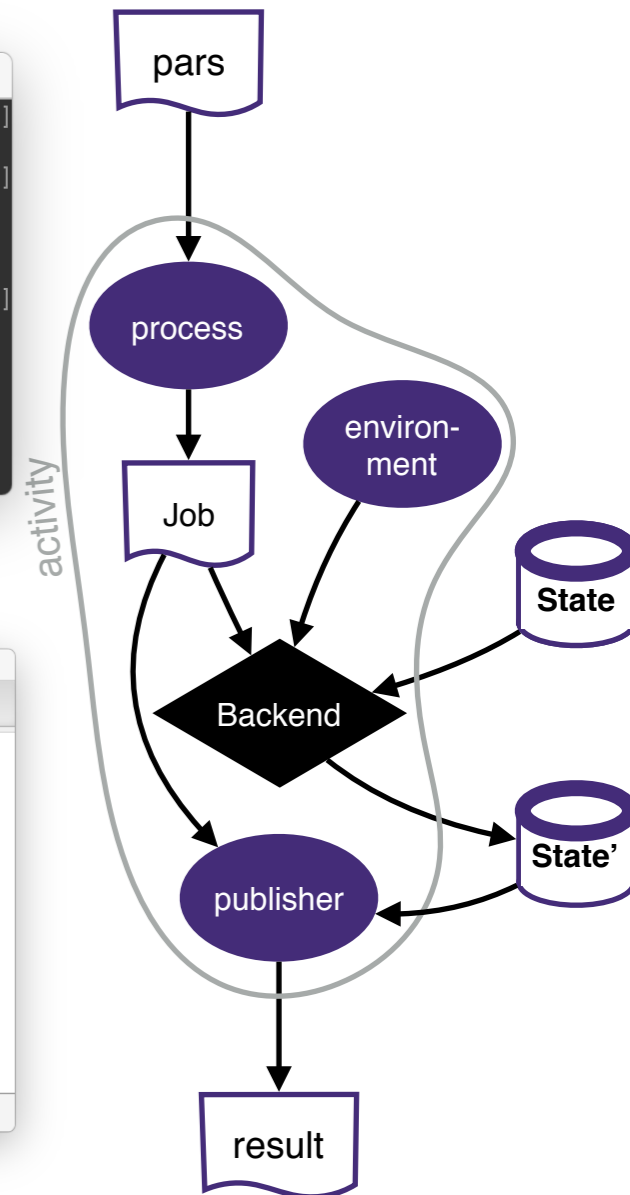 pars
]
]
]
process
environ-
ment
activity
Job
State
Backend
State’
publisher
result